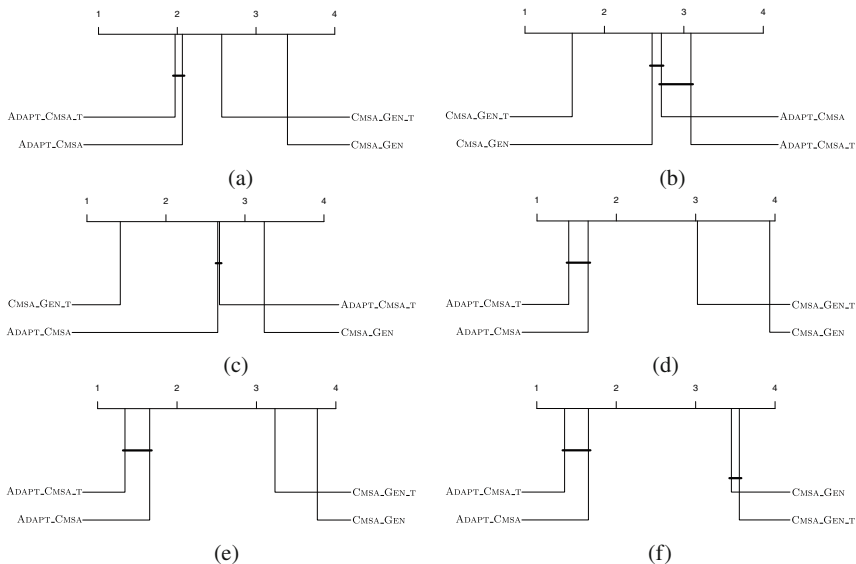 1 2 3 4
ADAPT_CMSA_T CMSA_GEN_T
ADAPT_CMSA CMSA_GEN
(a)
1 2 3 4
CMSA_GEN_T ADAPT_CMSA
CMSA_GEN ADAPT_CMSA_T
(b)
1 2 3 4
CMSA_GEN_T ADAPT_CMSA_T
ADAPT_CMSA CMSA_GEN
(c)
1 2 3 4
ADAPT_CMSA_T CMSA_GEN_T
ADAPT_CMSA CMSA_GEN
(d)
1 2 3 4
ADAPT_CMSA_T CMSA_GEN_T
ADAPT_CMSA CMSA_GEN
(e)
1 2 3 4
ADAPT_CMSA_T CMSA_GEN
ADAPT_CMSA CMSA_GEN_T
(f)